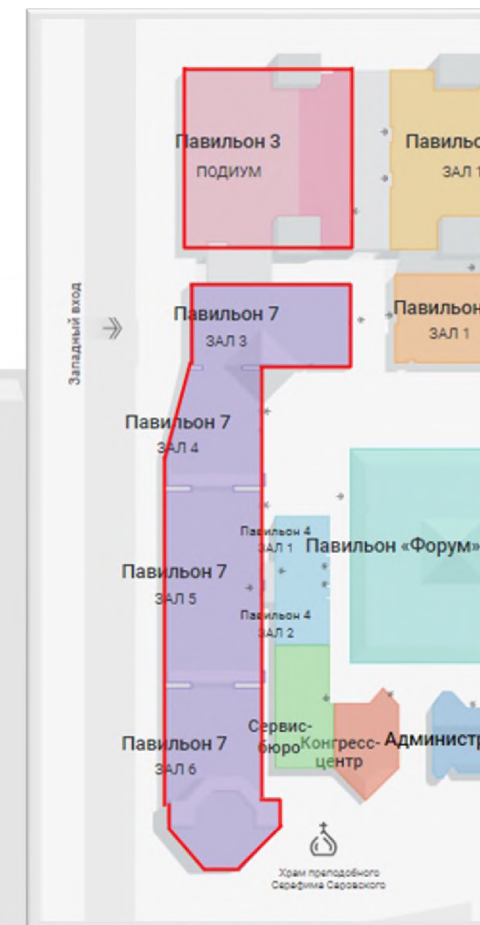 Павильон 3
ПОДИУМ
Павильо
ЗАЛ 1
Западный вход
Павильон 7
ЗАЛ 3
Павильон
ЗАЛ 1
Павильон 7
ЗАЛ 4
Павильон 4
ЗАЛ 1
Павильон «Форум»
Павильон 7
ЗАЛ 5
Павильон 4
ЗАЛ 2
Павильон 7
ЗАЛ 6
Сервис-
бюро
Конгресс-
центр
Администр
Храм преподобного
Серафима Саровского